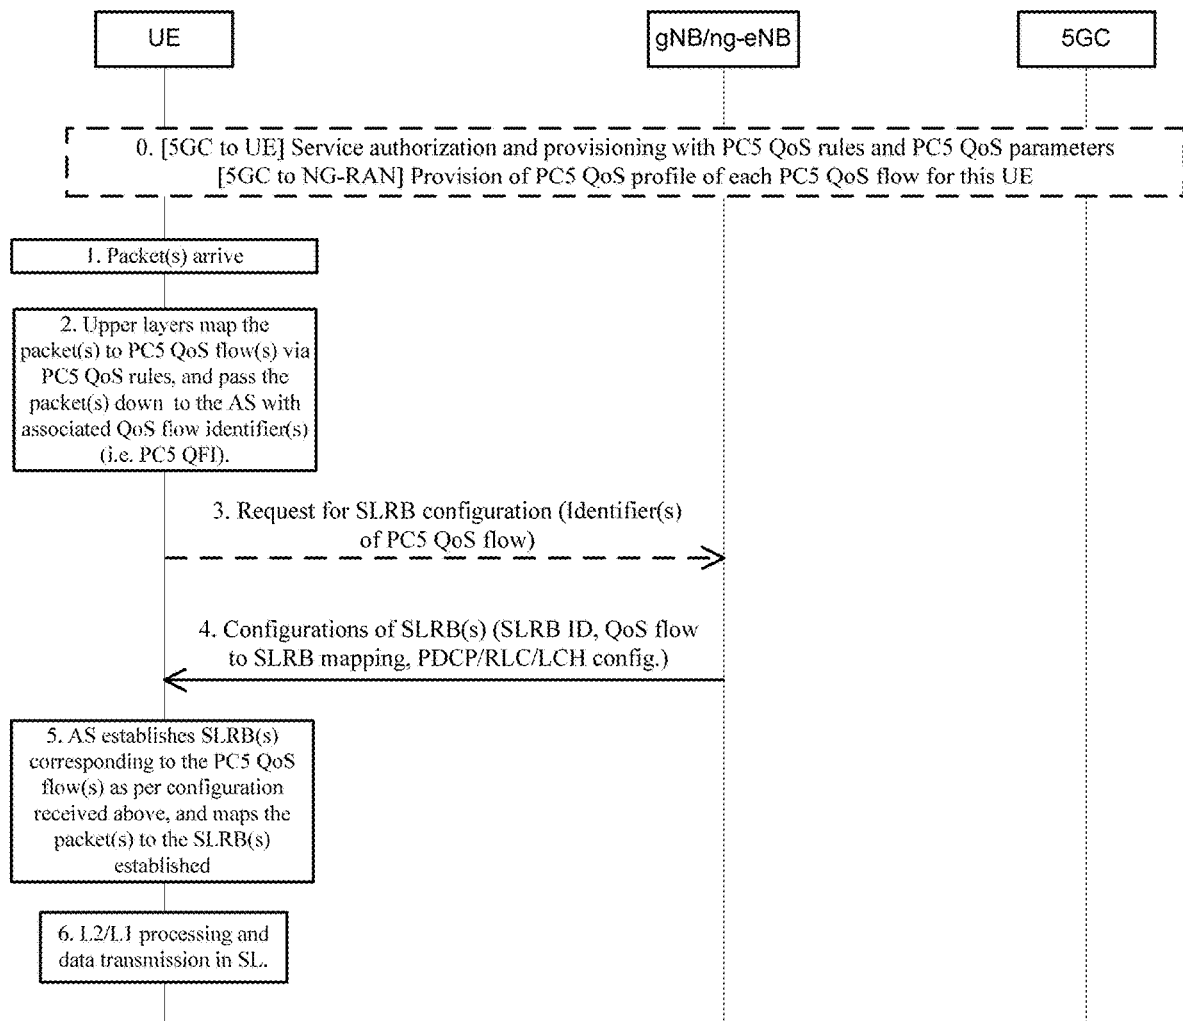 UE
gNB/ng-eNB
5GC
0. [5GC to UE] Service authorization and provisioning with PC5 QoS rules and PC5 QoS parameters
[5GC to NG-RAN] Provision of PC5 QoS profile of each PC5 QoS flow for this UE
1. Packet(s) arrive
2. Upper layers map the
packet(s) to PC5 QoS flow(s) via
PC5 QoS rules, and pass the
packet(s) down to the AS with
associated QoS flow identifier(s)
(i.e. PC5 QFI).
3. Request for SLRB configuration (Identifier(s)
of PC5 QoS flow)
4. Configurations of SLRB(s) (SLRB ID, QoS flow
to SLRB mapping, PDCP/RLC/LCH config.)
5. AS establishes SLRB(s)
corresponding to the PC5 QoS
flow(s) as per configuration
received above, and maps the
packet(s) to the SLRB(s)
established
6. L2/L1 processing and
data transmission in SL.